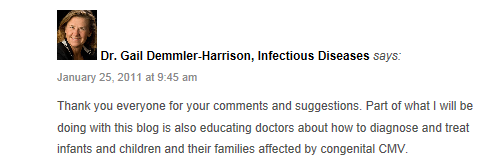 Dr. Gail Demmler-Harrison, Infectious Diseases says:
January 25, 2011 at 9:45 am
Thank you everyone for your comments and suggestions. Part of what I will be
doing with this blog is also educating doctors about how to diagnose and treat
infants and children and their families affected by congenital CMV.